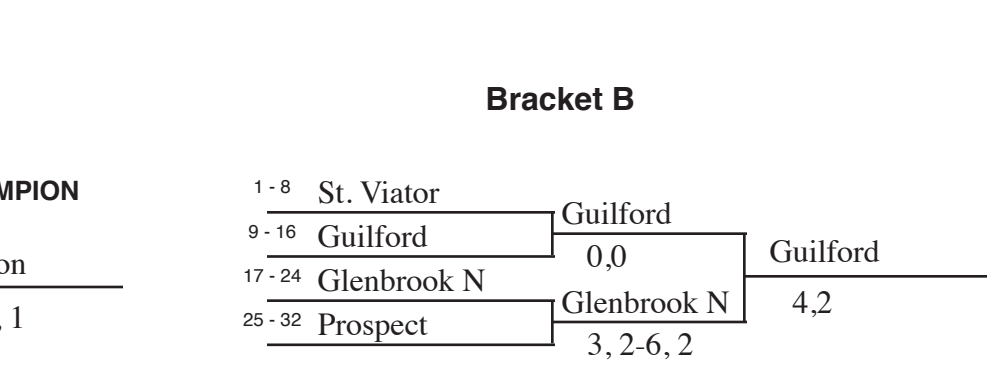 Bracket B
MPION
on
, 1
1 - 8 St. Viator
9 - 16 Guilford
17 - 24 Glenbrook N
25 - 32 Prospect
Guilford
0,0
Glenbrook N
3, 2-6, 2
Guilford
4,2